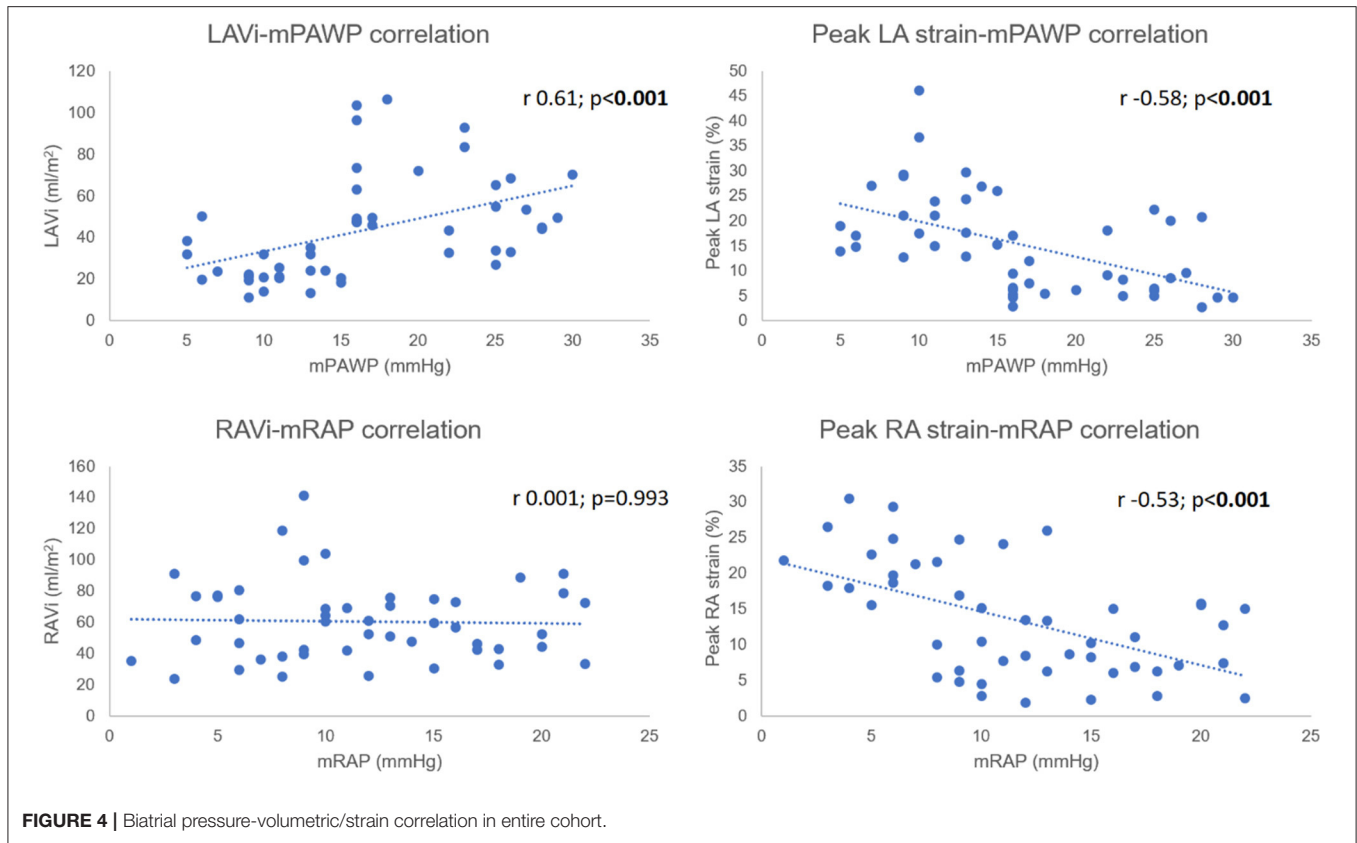 LAVi-mPAWP correlation
r 0.61; p<0.001
LAVi (ml/m²)
120
100
80
60
40
20
0
0 5 10 15 20 25 30 35
mPAWP (mmHg)
Peak LA strain-mPAWP correlation
r -0.58; p<0.001
Peak LA strain (%)
50
45
40
35
30
25
20
15
10
5
0
0 5 10 15 20 25 30 35
mPAWP (mmHg)
RAVi-mRAP correlation
r 0.001; p=0.993
RAVi (ml/m²)
160
140
120
100
80
60
40
20
0
0 5 10 15 20 25
mRAP (mmHg)
Peak RA strain-mRAP correlation
r -0.53; p<0.001
Peak RA strain (%)
35
30
25
20
15
10
5
0
0 5 10 15 20 25
mRAP (mmHg)
FIGURE 4 | Biatrial pressure-volumetric/strain correlation in entire cohort.